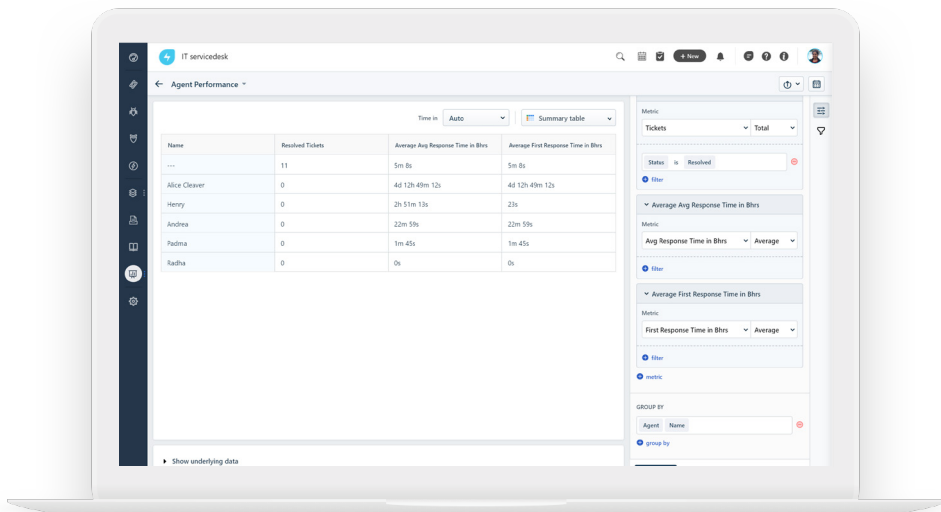 IT servicedesk
+ New
Agent Performance
Time in Auto Summary table
Name Resolved Tickets Average Avg Response Time in Bhrs Average First Response Time in Bhrs
--- 11 5m 8s 5m 8s
Alice Cleaver 0 4d 12h 49m 12s 4d 12h 49m 12s
Henry 0 2h 51m 13s 23s
Andrea 0 22m 59s 22m 59s
Padma 0 1m 45s 1m 45s
Radha 0 0s 0s
Show underlying data
Metric
Tickets Total
Status is Resolved
filter
Average Avg Response Time in Bhrs
Metric
Avg Response Time in Bhrs Average
filter
Average First Response Time in Bhrs
Metric
First Response Time in Bhrs Average
filter
metric
GROUP BY
Agent Name
group by